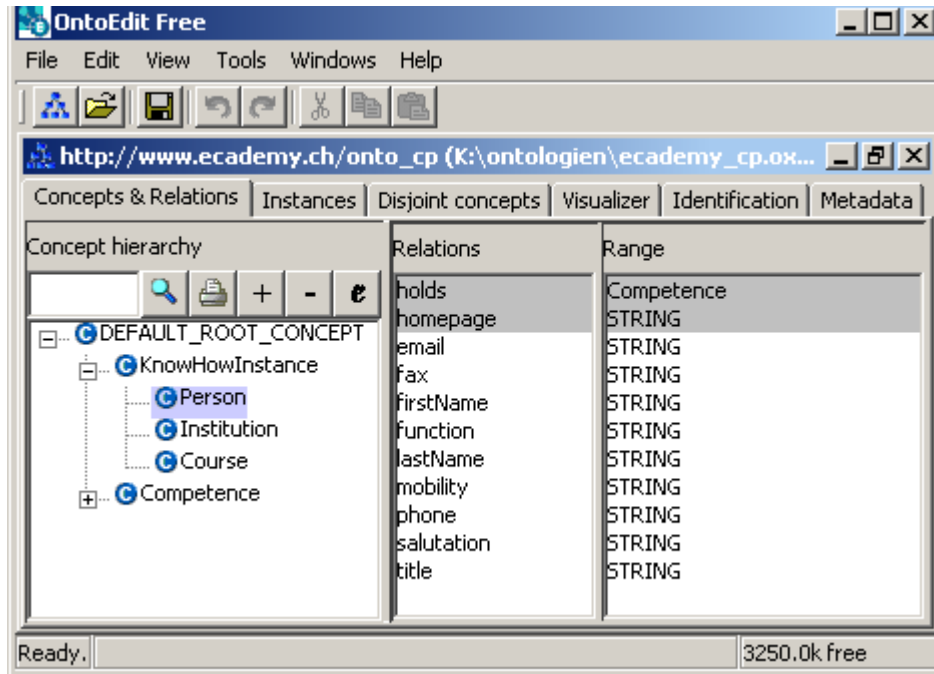 OntoEdit Free
File Edit View Tools Windows Help
http://www.ecademy.ch/onto_cp (K:\ontologien\ecademy_cp.ox...
Concepts & Relations Instances Disjoint concepts Visualizer Identification Metadata
Concept hierarchy Relations Range
+ - e
holds Competence
homepage STRING
DEFAULT_ROOT_CONCEPT email STRING
KnowHowInstance fax STRING
Person firstName STRING
Institution function STRING
Course lastName STRING
Competence mobility STRING
phone STRING
salutation STRING
title STRING
Ready. 3250.0k free